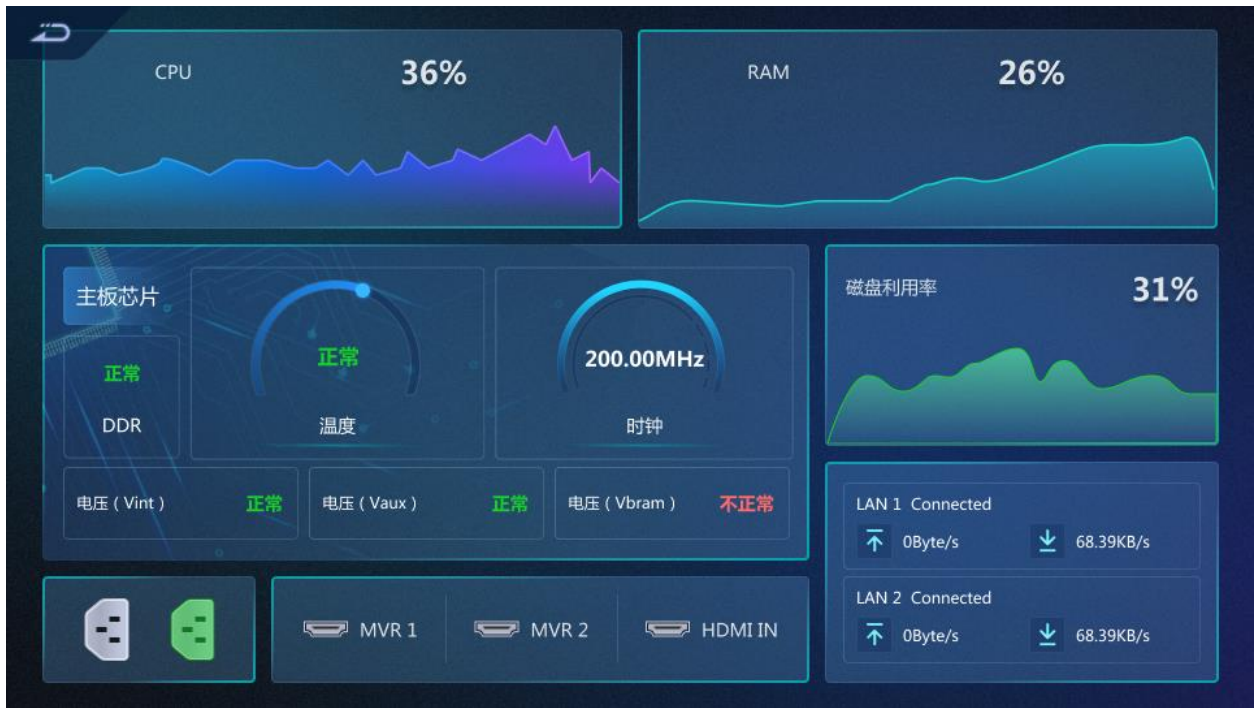 CPU 36%
RAM 26%
主板芯片
正常
DDR
正常
温度
200.00MHz
时钟
电压（Vint） 正常
电压（Vaux） 正常
电压（Vbram） 不正常
磁盘利用率 31%
LAN 1 Connected
0Byte/s 68.39KB/s
LAN 2 Connected
0Byte/s 68.39KB/s
MVR 1 MVR 2 HDMI IN